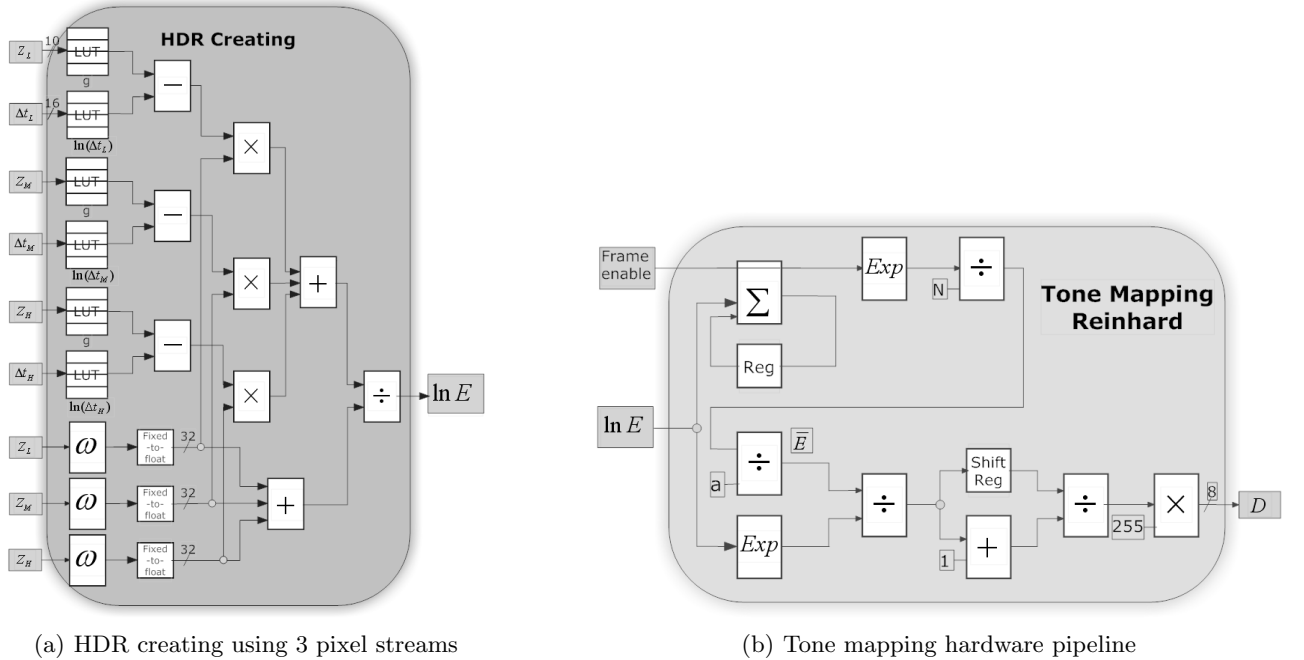 HDR Creating
Z_L
10
LUT
g
Δt_L
16
LUT
ln(Δt_L)
−
×
Z_M
LUT
g
Δt_M
LUT
ln(Δt_M)
−
×
+
Z_H
LUT
g
Δt_H
LUT
ln(Δt_H)
−
×
÷
ln E
Z_L
ω
Fixed
-to-
float
32
Z_M
ω
Fixed
-to-
float
32
+
Z_H
ω
Fixed
-to-
float
32
(a) HDR creating using 3 pixel streams
Frame
enable
Exp
÷
N
Σ
Reg
Tone Mapping
Reinhard
ln E
a
÷
E̅
Exp
÷
Shift
Reg
1
+
÷
255
×
8
D
(b) Tone mapping hardware pipeline